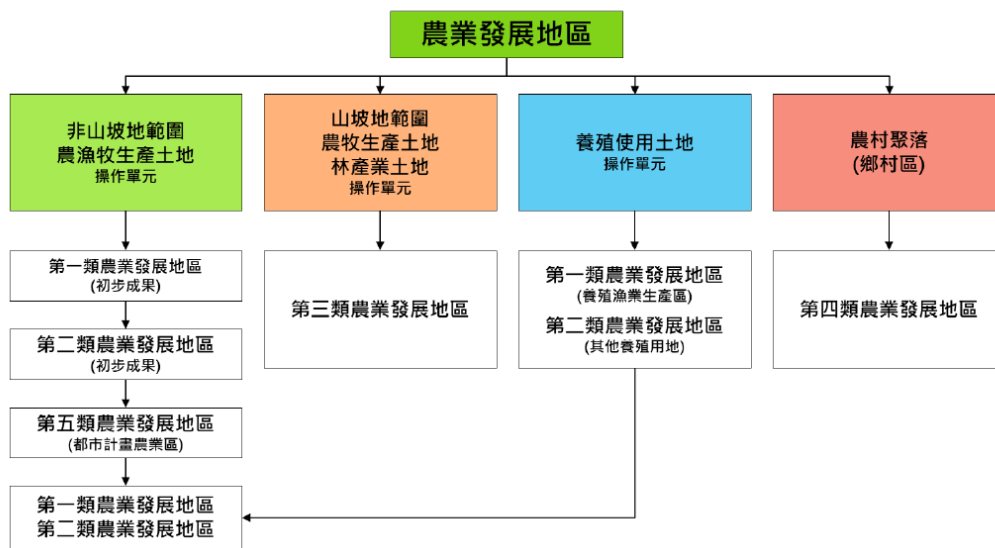 農業發展地區
非山坡地範圍
農漁牧生產土地
操作單元
山坡地範圍
農牧生產土地
林產業土地
操作單元
養殖使用土地
操作單元
農村聚落
(鄉村區)
第一類農業發展地區
(初步成果)
第二類農業發展地區
(初步成果)
第五類農業發展地區
(都市計畫農業區)
第一類農業發展地區
第二類農業發展地區
第三類農業發展地區
第一類農業發展地區
(養殖漁業生產區)
第二類農業發展地區
(其他養殖用地)
第四類農業發展地區